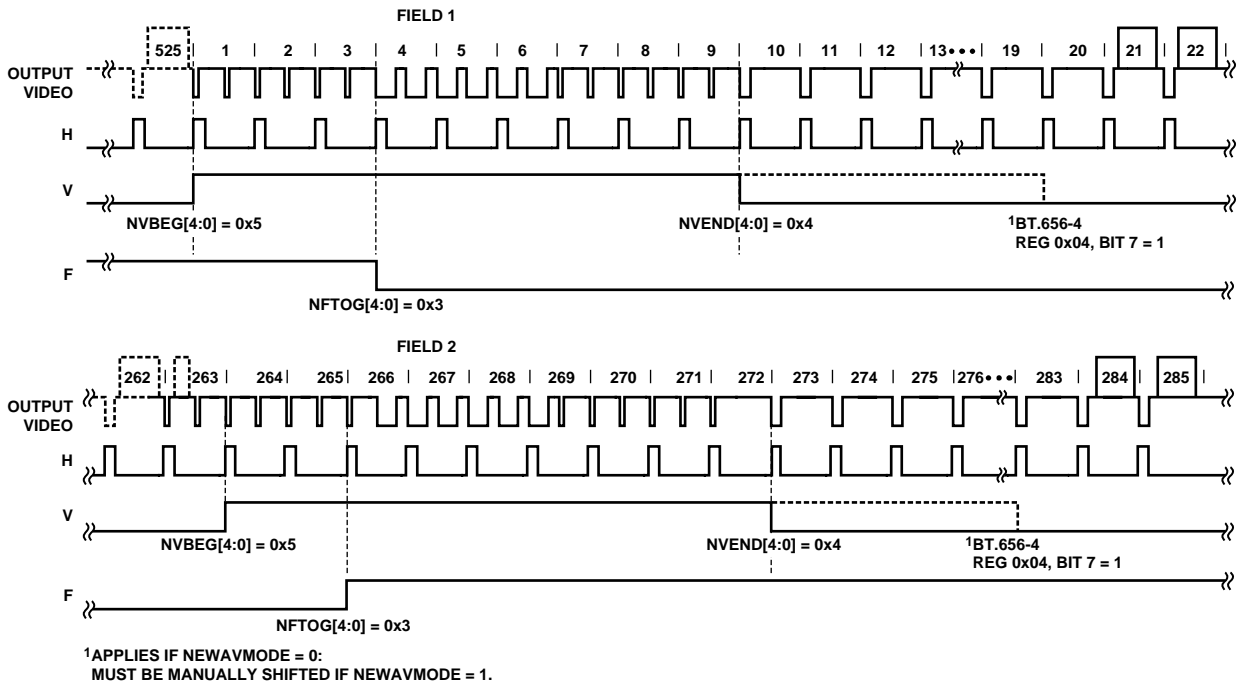 FIELD 1
525 | 1 | 2 | 3 | 4 | 5 | 6 | 7 | 8 | 9 | 10 | 11 | 12 | 13••• | 19 | 20 | 21 | 22 |
OUTPUT
VIDEO
H
V
NVBEG[4:0] = 0x5
NVEND[4:0] = 0x4
1BT.656-4
REG 0x04, BIT 7 = 1
F
NFTOG[4:0] = 0x3
FIELD 2
262 | 263 | 264 | 265 | 266 | 267 | 268 | 269 | 270 | 271 | 272 | 273 | 274 | 275 | 276••• | 283 | 284 | 285 |
OUTPUT
VIDEO
H
V
NVBEG[4:0] = 0x5
NVEND[4:0] = 0x4
1BT.656-4
REG 0x04, BIT 7 = 1
F
NFTOG[4:0] = 0x3
1APPLIES IF NEWAVMODE = 0:
MUST BE MANUALLY SHIFTED IF NEWAVMODE = 1.